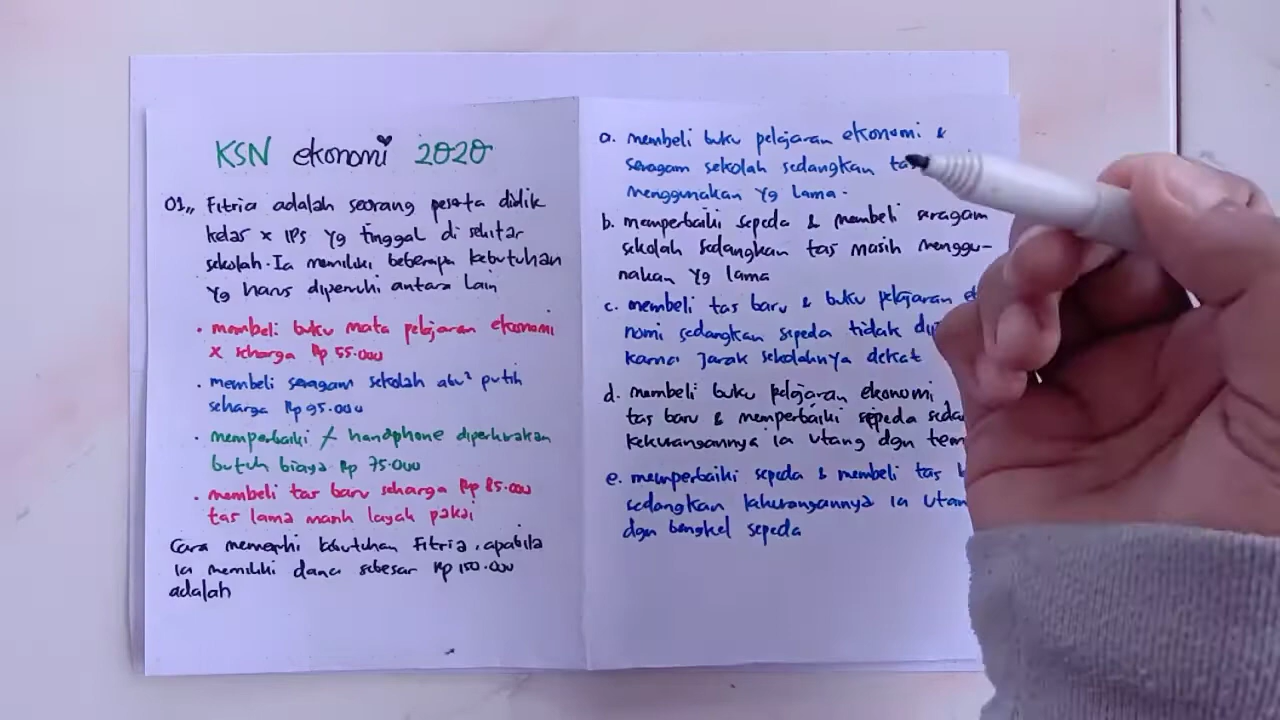 KSN ekonomi 2020
01,, Fitria adalah seorang peserta didik
kelas X IPS yg tinggal di sekitar
sekolah. Ia memiliki beberapa kebutuhan
yg harus dipenuhi antara lain
• membeli buku mata pelajaran ekonomi
X seharga Rp 55.000
• membeli seragam sekolah abu² putih
seharga Rp 95.000
• memperbaiki handphone diperkirakan
butuh biaya Rp 75.000
• membeli tas baru seharga Rp 85.000
tas lama masih layak pakai
Cara memenuhi kebutuhan Fitria, apabila
ia memiliki dana sebesar Rp 150.000
adalah
a. membeli buku pelajaran ekonomi &
seragam sekolah sedangkan tas
menggunakan yg lama.
b. memperbaiki sepeda & membeli seragam
sekolah sedangkan tas masih menggu-
nakan yg lama
c. membeli tas baru & buku pelajaran
nomi sedangkan sepeda tidak
karna jarak sekolahnya dekat
d. membeli buku pelajaran ekonomi
tas baru & memperbaiki sepeda
kekurangannya ia utang dgn
e. memperbaiki sepeda & membeli tas
sedangkan kekurangannya ia
dgn bengkel sepeda